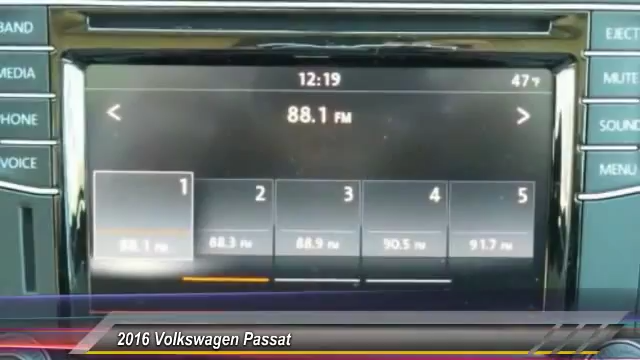 BAND
EJECT
12:19
47°F
MEDIA
MUTE
< 88.1 FM >
PHONE
SOUND
VOICE
MENU
1 2 3 4 5
88.1 FM 88.3 FM 88.9 FM 90.5 FM 91.7 FM
2016 Volkswagen Passat